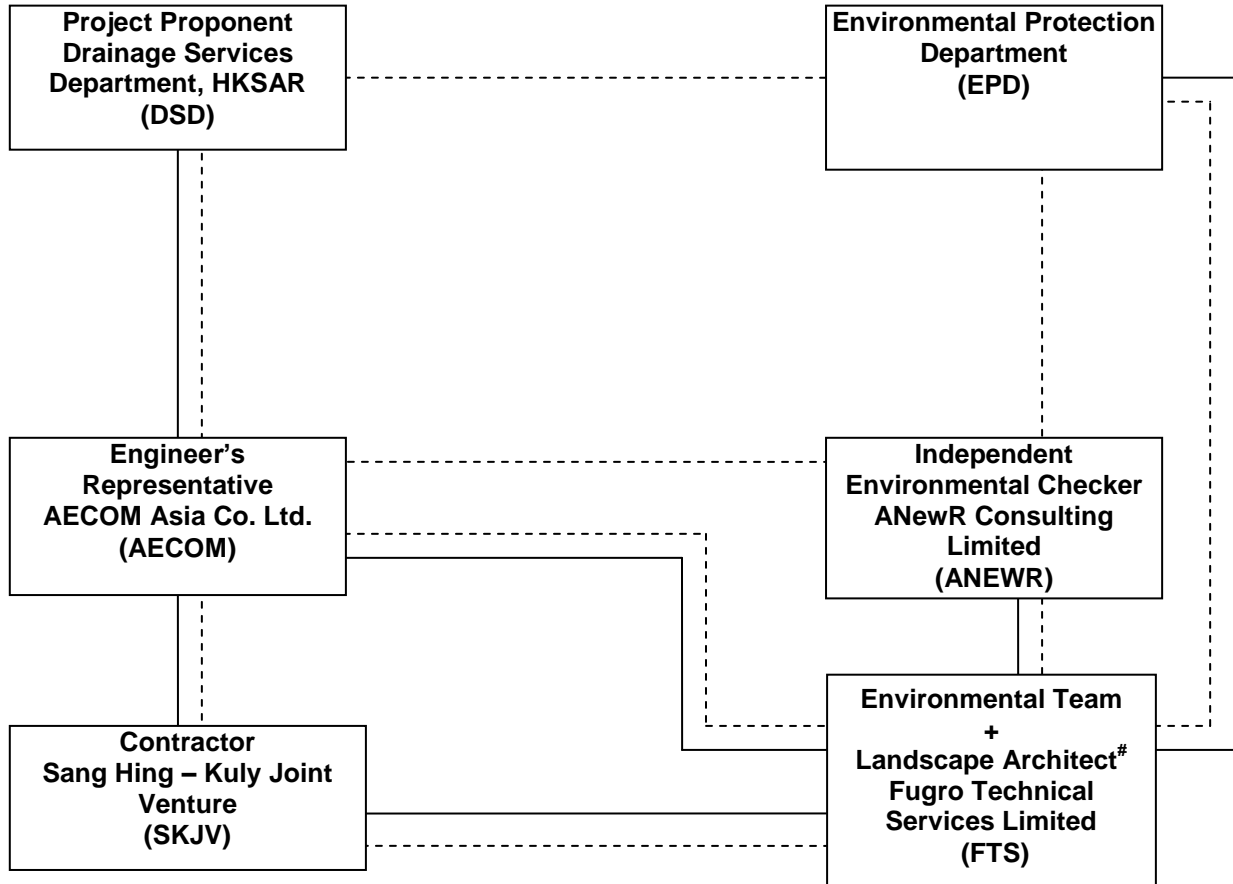 Project Proponent
Drainage Services
Department, HKSAR
(DSD)
Environmental Protection
Department
(EPD)
Engineer’s
Representative
AECOM Asia Co. Ltd.
(AECOM)
Independent
Environmental Checker
ANewR Consulting
Limited
(ANEWR)
Contractor
Sang Hing – Kuly Joint
Venture
(SKJV)
Environmental Team
+
Landscape Architect#
Fugro Technical
Services Limited
(FTS)